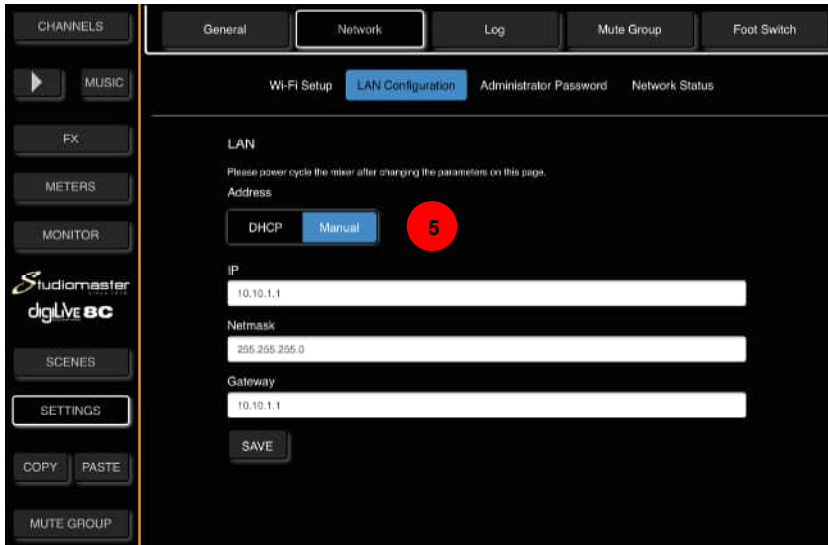 CHANNELS
General Network Log Mute Group Foot Switch
MUSIC
Wi-Fi Setup LAN Configuration Administrator Password Network Status
FX
LAN
Please power cycle the mixer after changing the parameters on this page.
METERS
Address
DHCP Manual 5
MONITOR
IP
10.10.1.1
Studiomaster
digiLiVE 8C
Netmask
255.255.255.0
SCENES
Gateway
10.10.1.1
SETTINGS
SAVE
COPY PASTE
MUTE GROUP